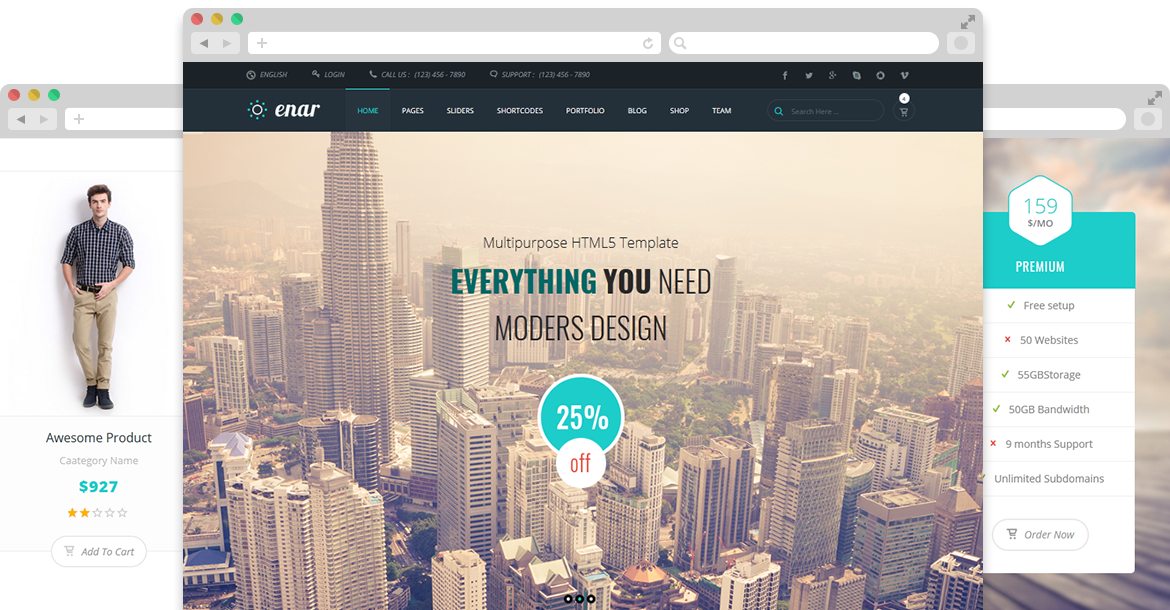 ENGLISH LOGIN CALL US : (123) 456 - 7890 SUPPORT : (123) 456 - 7890
enar HOME PAGES SLIDERS SHORTCODES PORTFOLIO BLOG SHOP TEAM Search Here ... 4
Multipurpose HTML5 Template
EVERYTHING YOU NEED
MODERS DESIGN
25%
off
Awesome Product
Caategory Name
$927
Add To Cart
159
$/MO
PREMIUM
Free setup
50 Websites
55GBStorage
50GB Bandwidth
9 months Support
Unlimited Subdomains
Order Now